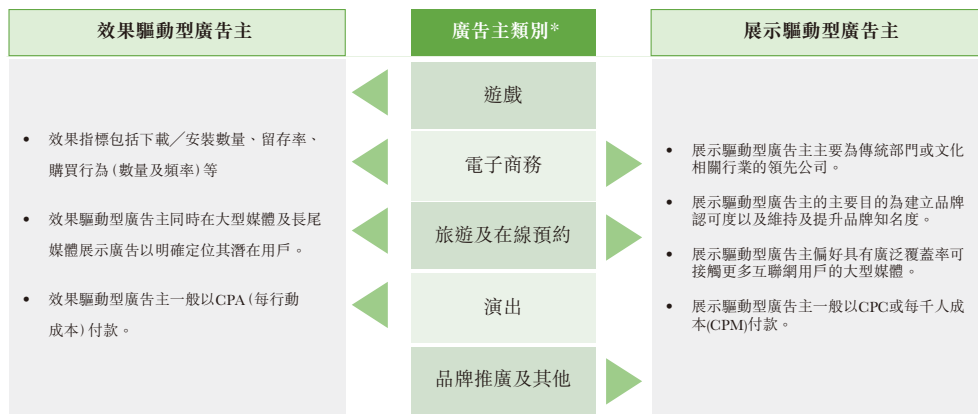 效果驅動型廣告主
• 效果指標包括下載／安裝數量、留存率、
購買行為（數量及頻率）等
• 效果驅動型廣告主同時在大型媒體及長尾
媒體展示廣告以明確定位其潛在用戶。
• 效果驅動型廣告主一般以CPA（每行動
成本）付款。
廣告主類別*
遊戲
電子商務
旅遊及在線預約
演出
品牌推廣及其他
展示驅動型廣告主
• 展示驅動型廣告主主要為傳統部門或文化
相關行業的領先公司。
• 展示驅動型廣告主的主要目的為建立品牌
認可度以及維持及提升品牌知名度。
• 展示驅動型廣告主偏好具有廣泛覆蓋率可
接觸更多互聯網用戶的大型媒體。
• 展示驅動型廣告主一般以CPC或每千人成
本(CPM)付款。